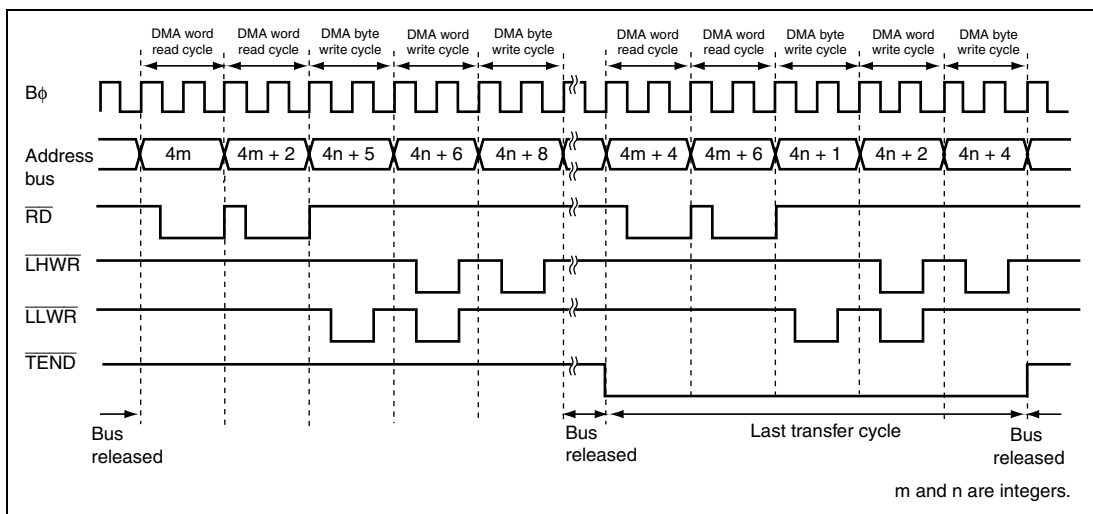 DMA word read cycle
DMA word read cycle
DMA byte write cycle
DMA word write cycle
DMA byte write cycle
DMA word read cycle
DMA word read cycle
DMA byte write cycle
DMA word write cycle
DMA byte write cycle
Bφ
Address bus
4m
4m + 2
4n + 5
4n + 6
4n + 8
4m + 4
4m + 6
4n + 1
4n + 2
4n + 4
RD
LHWR
LLWR
TEND
Bus released
Bus released
Last transfer cycle
Bus released
m and n are integers.